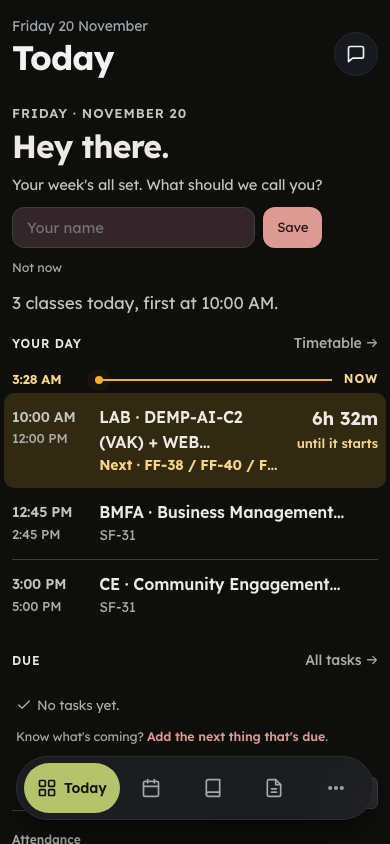 Friday 20 November
Today
FRIDAY · NOVEMBER 20
Hey there.
Your week's all set. What should we call you?
Your name
Save
Not now
3 classes today, first at 10:00 AM.
YOUR DAY
Timetable →
3:28 AM
NOW
10:00 AM
12:00 PM
LAB · DEMP-AI-C2
(VAK) + WEB...
Next · FF-38 / FF-40 / F...
6h 32m
until it starts
12:45 PM
2:45 PM
BMFA · Business Management...
SF-31
3:00 PM
5:00 PM
CE · Community Engagement...
SF-31
DUE
All tasks →
No tasks yet.
Know what's coming? Add the next thing that's due.
Today
Attendance